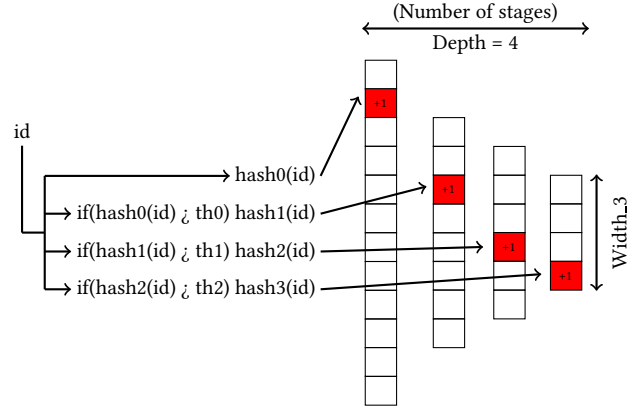 (Number of stages)
Depth = 4
+1
id
hash0(id)
+1
if(hash0(id) ¿ th0) hash1(id)
+1
if(hash1(id) ¿ th1) hash2(id)
+1
if(hash2(id) ¿ th2) hash3(id)
Width_3